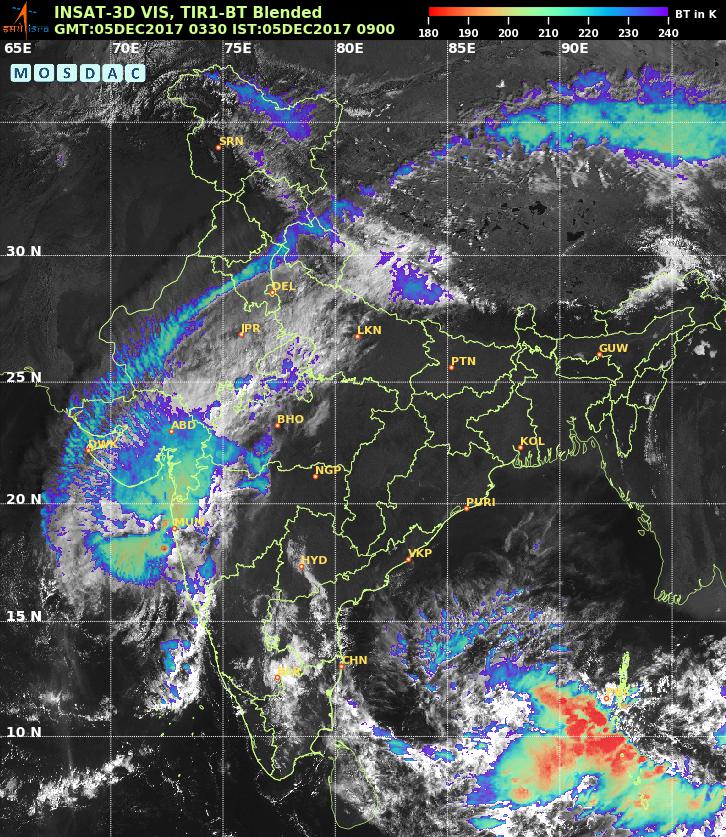 INSAT-3D VIS, TIR1-BT Blended
GMT:05DEC2017 0330 IST:05DEC2017 0900
BT in K
180 190 200 210 220 230 240
65E 70E 75E 80E 85E 90E
MOSDAC
SRN
30 N
DEL
JPR
LKN
GUW
PTN
25 N
ABD
BHO
DWK
KOL
NGP
20 N
PURI
MUM
VKP
HYD
15 N
CHN
10 N